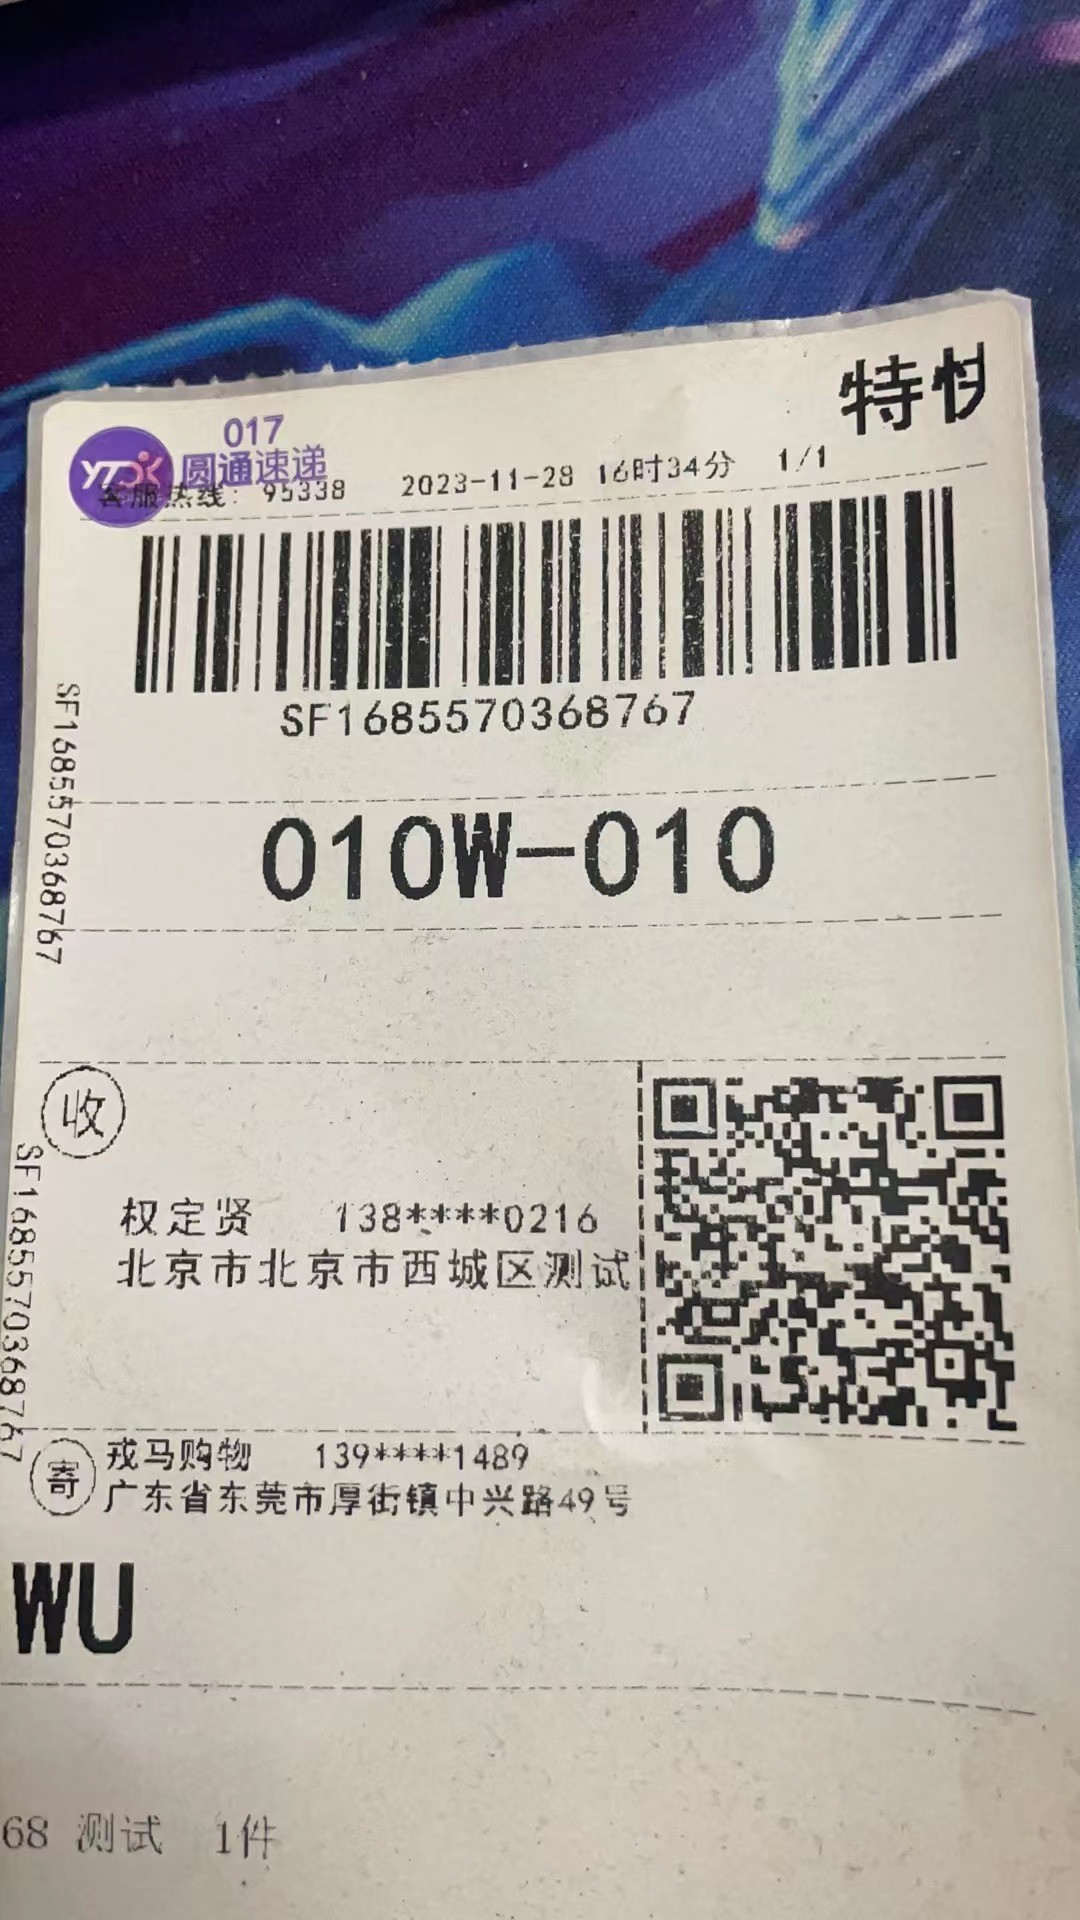 特快
017
YTO 圆通速递
客服热线：95338 2023-11-28 16时34分 1/1
SF1685570368767
SF1685570368767
010W-010
收
权定贤 138****0216
北京市北京市西城区测试
SF1685570368767
寄
戎马购物 139****1489
广东省东莞市厚街镇中兴路49号
WU
68 测试 1件